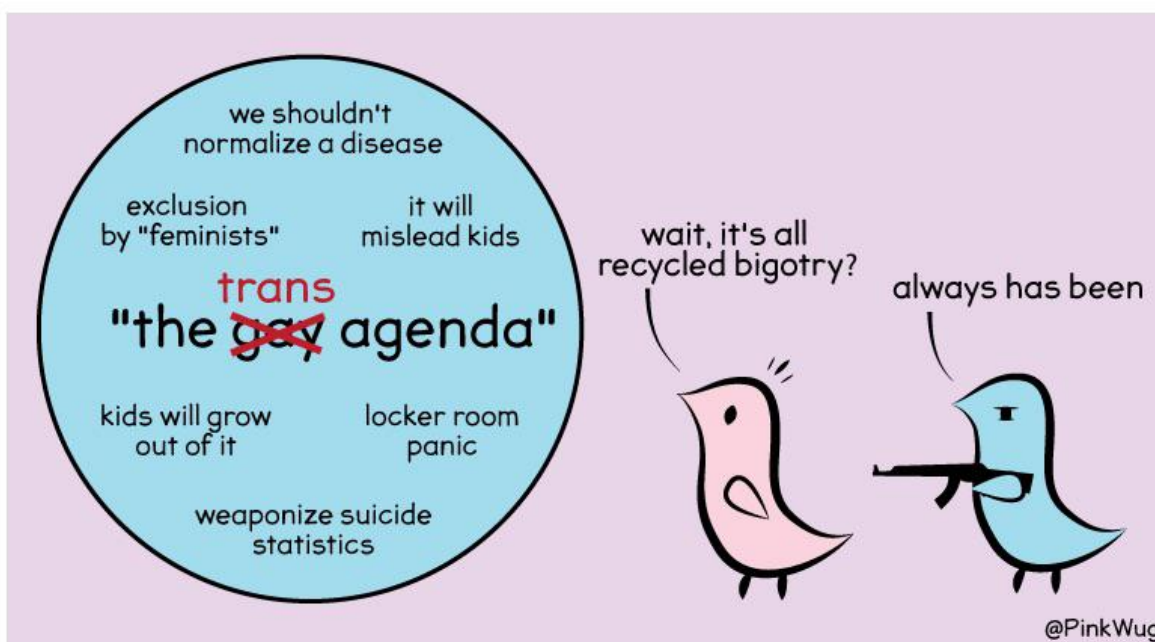 we shouldn't
normalize a disease
exclusion
by "feminists"
it will
mislead kids
trans
"the gay agenda"
kids will grow
out of it
locker room
panic
weaponize suicide
statistics
wait, it's all
recycled bigotry?
always has been
@PinkWug